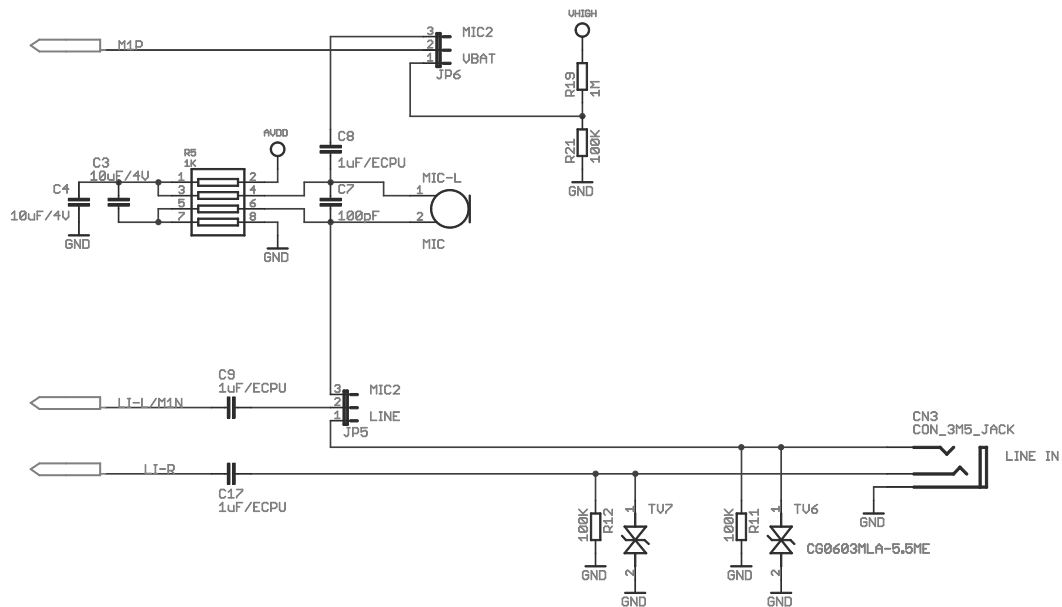 VHIGH
M1P
3
2
1
MIC2
VBAT
JP6
R19
1M
R21
100K
GND
AVDD
C8
1uF/ECPU
R5
1K
C3
10uF/4V
C4
10uF/4V
GND
1
3
5
7
2
4
6
8
GND
C7
100pF
MIC-L
1
2
MIC
C9
1uF/ECPU
LI-L/M1N
3
2
1
MIC2
LINE
JP5
CN3
CON_3M5_JACK
LINE IN
LI-R
C17
1uF/ECPU
GND
100K
R12
GND
1
TV7
2
GND
100K
R11
GND
1
TV6
CG0603MLA-5.5ME
2
GND